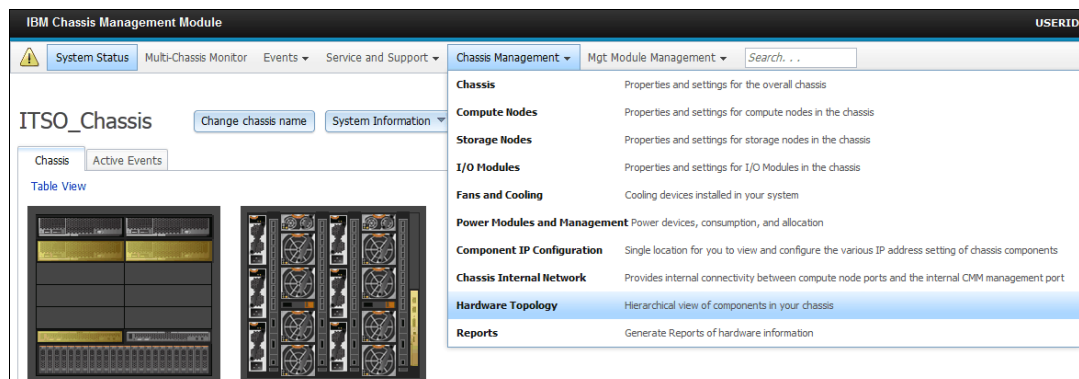 IBM Chassis Management Module USERID
System Status Multi-Chassis Monitor Events Service and Support Chassis Management Mgt Module Management Search. . .
Chassis Properties and settings for the overall chassis
Compute Nodes Properties and settings for compute nodes in the chassis
ITSO_Chassis Change chassis name System Information
Storage Nodes Properties and settings for storage nodes in the chassis
Chassis Active Events
I/O Modules Properties and settings for I/O Modules in the chassis
Table View
Fans and Cooling Cooling devices installed in your system
Power Modules and Management Power devices, consumption, and allocation
Component IP Configuration Single location for you to view and configure the various IP address setting of chassis components
Chassis Internal Network Provides internal connectivity between compute node ports and the internal CMM management port
Hardware Topology Hierarchical view of components in your chassis
Reports Generate Reports of hardware information